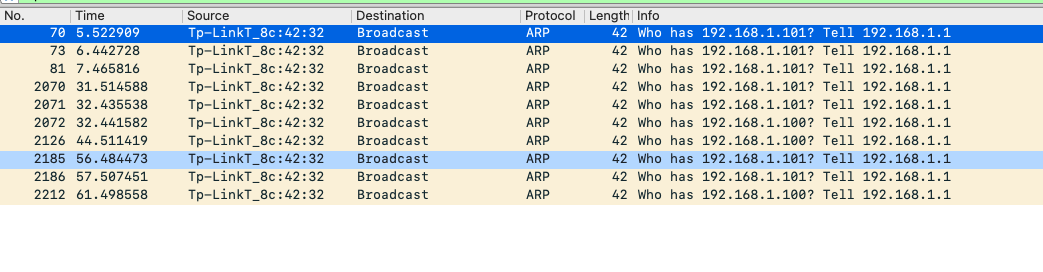 No. Time Source Destination Protocol Length Info
70 5.522909 Tp-LinkT_8c:42:32 Broadcast ARP 42 Who has 192.168.1.101? Tell 192.168.1.1
73 6.442728 Tp-LinkT_8c:42:32 Broadcast ARP 42 Who has 192.168.1.101? Tell 192.168.1.1
81 7.465816 Tp-LinkT_8c:42:32 Broadcast ARP 42 Who has 192.168.1.101? Tell 192.168.1.1
2070 31.514588 Tp-LinkT_8c:42:32 Broadcast ARP 42 Who has 192.168.1.101? Tell 192.168.1.1
2071 32.435538 Tp-LinkT_8c:42:32 Broadcast ARP 42 Who has 192.168.1.101? Tell 192.168.1.1
2072 32.441582 Tp-LinkT_8c:42:32 Broadcast ARP 42 Who has 192.168.1.100? Tell 192.168.1.1
2126 44.511419 Tp-LinkT_8c:42:32 Broadcast ARP 42 Who has 192.168.1.100? Tell 192.168.1.1
2185 56.484473 Tp-LinkT_8c:42:32 Broadcast ARP 42 Who has 192.168.1.101? Tell 192.168.1.1
2186 57.507451 Tp-LinkT_8c:42:32 Broadcast ARP 42 Who has 192.168.1.101? Tell 192.168.1.1
2212 61.498558 Tp-LinkT_8c:42:32 Broadcast ARP 42 Who has 192.168.1.100? Tell 192.168.1.1